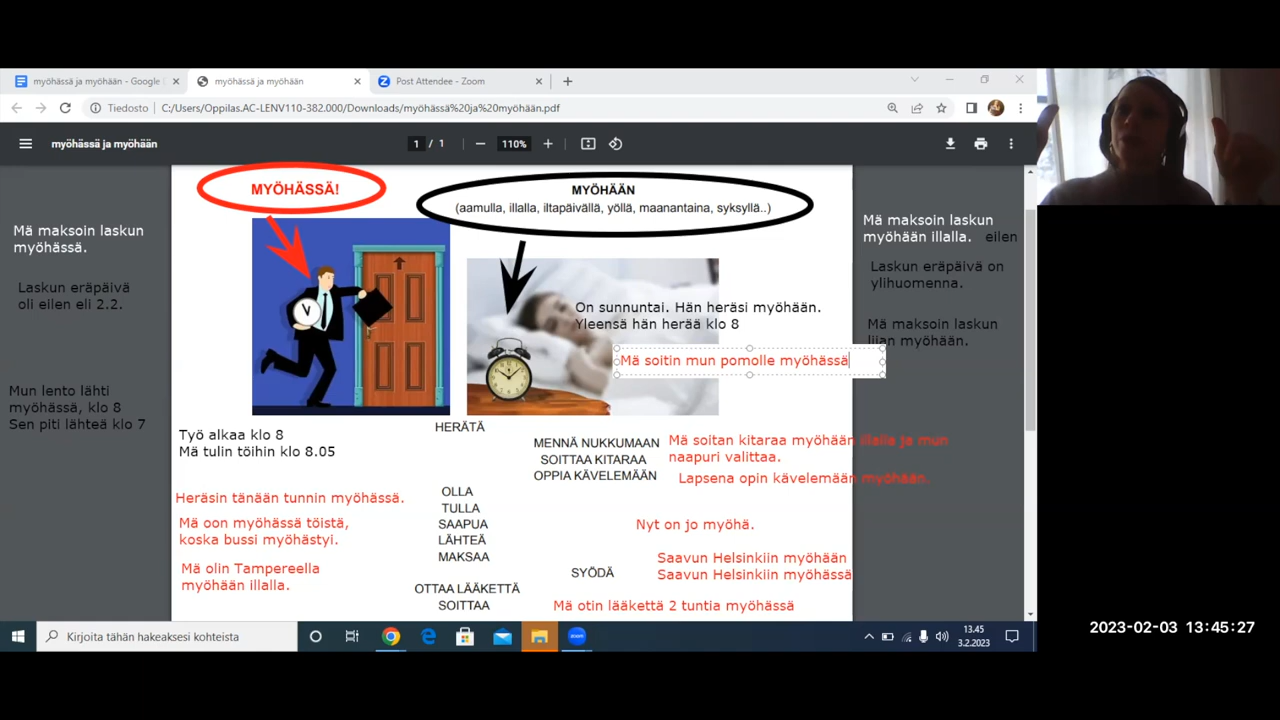 myöhässä ja myöhään - Google
myöhässä ja myöhään
Post Attendee - Zoom
Tiedosto
C:/Users/Oppilas.AC-LENV110-382.000/Downloads/myöhässä%20ja%20myöhään.pdf
myöhässä ja myöhään
1 / 1
110%
MYÖHÄSSÄ!
MYÖHÄÄN
(aamulla, illalla, iltapäivällä, yöllä, maanantaina, syksyllä..)
Mä maksoin laskun
myöhässä.
Laskun eräpäivä
oli eilen eli 2.2.
Mun lento lähti
myöhässä, klo 8
Sen piti lähteä klo 7
Mä maksoin laskun
myöhään illalla. eilen
Laskun eräpäivä on
ylihuomenna.
Mä maksoin laskun
liian myöhään.
On sunnuntai. Hän heräsi myöhään.
Yleensä hän herää klo 8
Mä soitin mun pomolle myöhässä
Työ alkaa klo 8
Mä tulin töihin klo 8.05
HERÄTÄ
MENNÄ NUKKUMAAN
SOITTAA KITARAA
OPPIA KÄVELEMÄÄN
Mä soitan kitaraa myöhään illalla ja mun
naapuri valittaa.
Lapsena opin kävelemään myöhään.
Heräsin tänään tunnin myöhässä.
Mä oon myöhässä töistä,
koska bussi myöhästyi.
Mä olin Tampereella
myöhään illalla.
OLLA
TULLA
SAAPUA
LÄHTEÄ
MAKSAA
Nyt on jo myöhä.
Saavun Helsinkiin myöhään
Saavun Helsinkiin myöhässä
SYÖDÄ
OTTAA LÄÄKETTÄ
SOITTAA
Mä otin lääkettä 2 tuntia myöhässä
Kirjoita tähän hakeaksesi kohteista
zoom
13.45
3.2.2023
2023-02-03 13:45:27